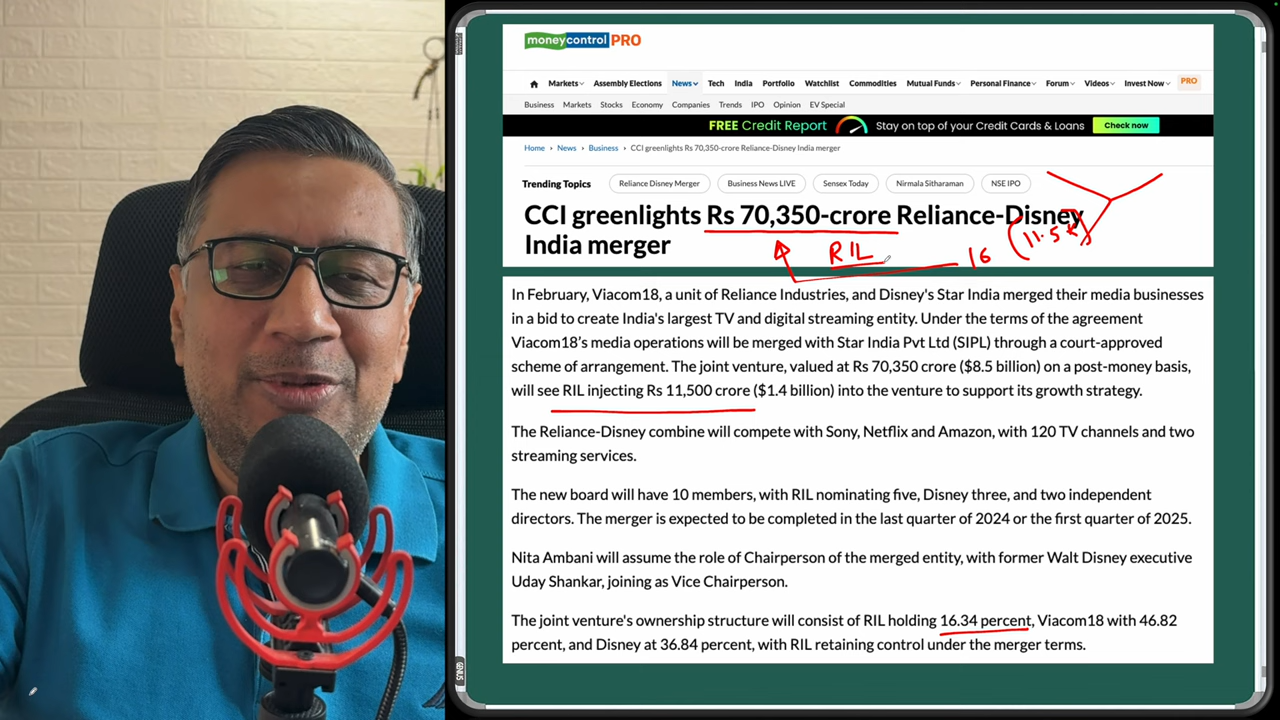 moneycontrol PRO
Markets Assembly Elections News Tech India Portfolio Watchlist Commodities Mutual Funds Personal Finance Forum Videos Invest Now PRO
Business Markets Stocks Economy Companies Trends IPO Opinion EV Special
FREE Credit Report Stay on top of your Credit Cards & Loans Check now
Home › News › Business › CCI greenlights Rs 70,350-crore Reliance-Disney India merger
Trending Topics Reliance Disney Merger Business News LIVE Sensex Today Nirmala Sitharaman NSE IPO
CCI greenlights Rs 70,350-crore Reliance-Disney
India merger
RIL 16 (11.5 k)
In February, Viacom18, a unit of Reliance Industries, and Disney's Star India merged their media businesses
in a bid to create India's largest TV and digital streaming entity. Under the terms of the agreement
Viacom18's media operations will be merged with Star India Pvt Ltd (SIPL) through a court-approved
scheme of arrangement. The joint venture, valued at Rs 70,350 crore ($8.5 billion) on a post-money basis,
will see RIL injecting Rs 11,500 crore ($1.4 billion) into the venture to support its growth strategy.
The Reliance-Disney combine will compete with Sony, Netflix and Amazon, with 120 TV channels and two
streaming services.
The new board will have 10 members, with RIL nominating five, Disney three, and two independent
directors. The merger is expected to be completed in the last quarter of 2024 or the first quarter of 2025.
Nita Ambani will assume the role of Chairperson of the merged entity, with former Walt Disney executive
Uday Shankar, joining as Vice Chairperson.
The joint venture's ownership structure will consist of RIL holding 16.34 percent, Viacom18 with 46.82
percent, and Disney at 36.84 percent, with RIL retaining control under the merger terms.